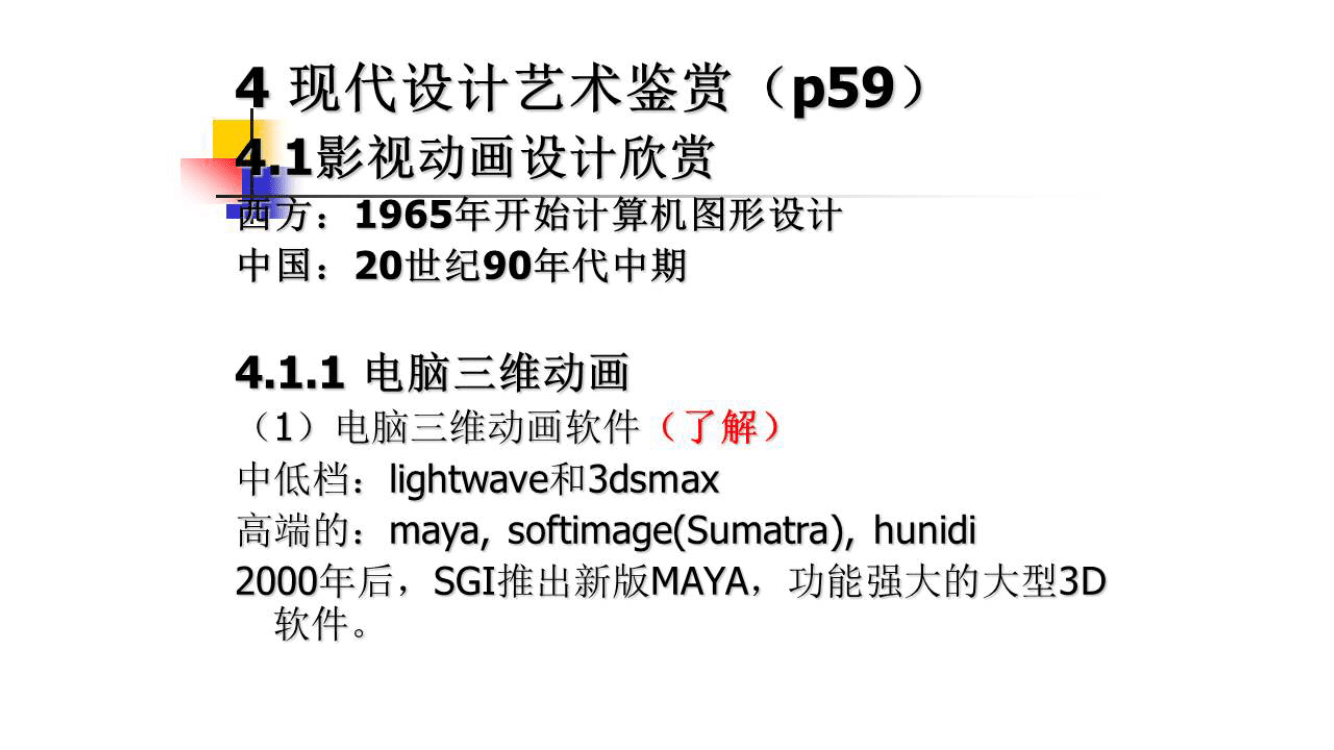 4 现代设计艺术鉴赏（p59）
4.1影视动画设计欣赏
西方：1965年开始计算机图形设计
中国：20世纪90年代中期
4.1.1 电脑三维动画
（1）电脑三维动画软件（了解）
中低档：lightwave和3dsmax
高端的：maya, softimage(Sumatra), hunidi
2000年后，SGI推出新版MAYA，功能强大的大型3D
软件。